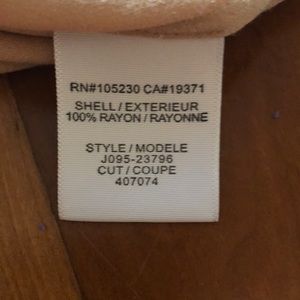 RN#105230 CA#19371
SHELL / EXTERIEUR
100% RAYON / RAYONNE
STYLE / MODELE
J095-23796
CUT / COUPE
407074